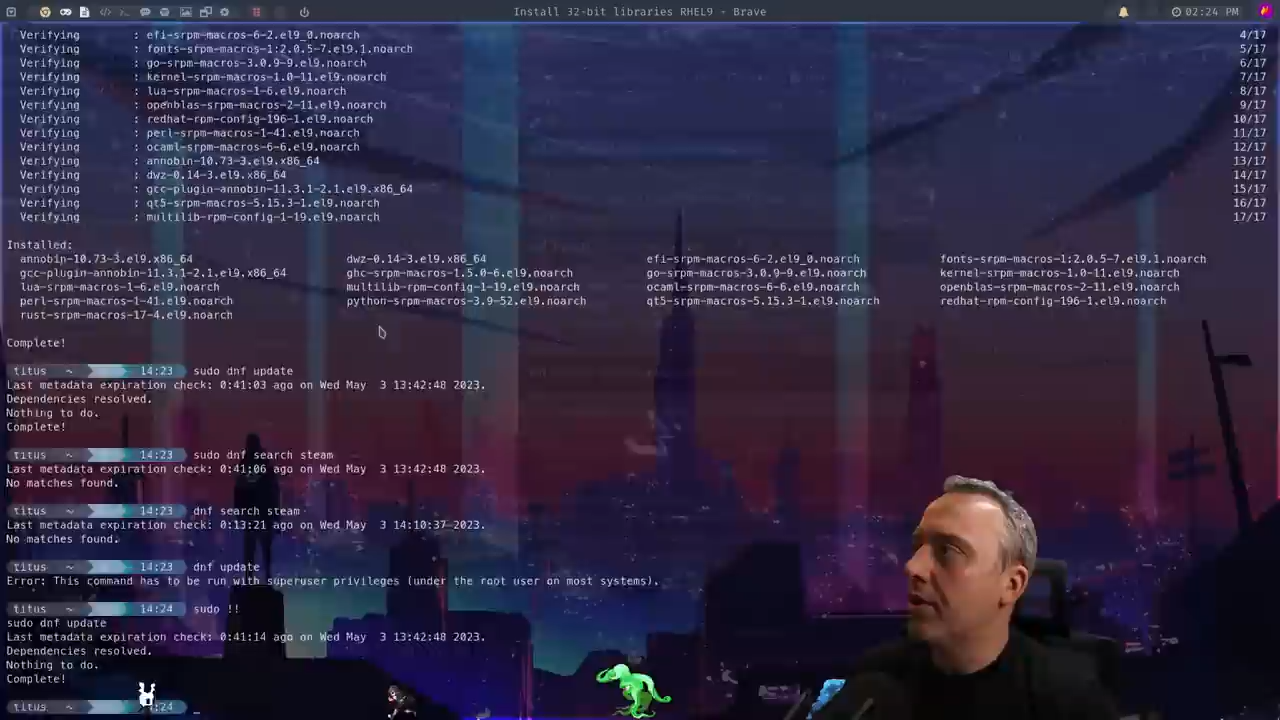 Install 32-bit libraries RHEL9 - Brave
02:24 PM
Verifying : efi-srpm-macros-6-2.el9_0.noarch 4/17
Verifying : fonts-srpm-macros-1:2.0.5-7.el9.1.noarch 5/17
Verifying : go-srpm-macros-3.0.9-9.el9.noarch 6/17
Verifying : kernel-srpm-macros-1.0-11.el9.noarch 7/17
Verifying : lua-srpm-macros-1-6.el9.noarch 8/17
Verifying : openblas-srpm-macros-2-11.el9.noarch 9/17
Verifying : redhat-rpm-config-196-1.el9.noarch 10/17
Verifying : perl-srpm-macros-1-41.el9.noarch 11/17
Verifying : ocaml-srpm-macros-6-6.el9.noarch 12/17
Verifying : annobin-10.73-3.el9.x86_64 13/17
Verifying : dwz-0.14-3.el9.x86_64 14/17
Verifying : gcc-plugin-annobin-11.3.1-2.1.el9.x86_64 15/17
Verifying : qt5-srpm-macros-5.15.3-1.el9.noarch 16/17
Verifying : multilib-rpm-config-1-19.el9.noarch 17/17
Installed:
annobin-10.73-3.el9.x86_64 dwz-0.14-3.el9.x86_64 efi-srpm-macros-6-2.el9_0.noarch fonts-srpm-macros-1:2.0.5-7.el9.1.noarch
gcc-plugin-annobin-11.3.1-2.1.el9.x86_64 ghc-srpm-macros-1.5.0-6.el9.noarch go-srpm-macros-3.0.9-9.el9.noarch kernel-srpm-macros-1.0-11.el9.noarch
lua-srpm-macros-1-6.el9.noarch multilib-rpm-config-1-19.el9.noarch ocaml-srpm-macros-6-6.el9.noarch openblas-srpm-macros-2-11.el9.noarch
perl-srpm-macros-1-41.el9.noarch python-srpm-macros-3.9-52.el9.noarch qt5-srpm-macros-5.15.3-1.el9.noarch redhat-rpm-config-196-1.el9.noarch
rust-srpm-macros-17-4.el9.noarch
Complete!
titus ~ 14:23 sudo dnf update
Last metadata expiration check: 0:41:03 ago on Wed May 3 13:42:48 2023.
Dependencies resolved.
Nothing to do.
Complete!
titus ~ 14:23 sudo dnf search steam
Last metadata expiration check: 0:41:06 ago on Wed May 3 13:42:48 2023.
No matches found.
titus ~ 14:23 dnf search steam
Last metadata expiration check: 0:13:21 ago on Wed May 3 14:10:37 2023.
No matches found.
titus ~ 14:23 dnf update
Error: This command has to be run with superuser privileges (under the root user on most systems).
titus ~ 14:24 sudo !!
sudo dnf update
Last metadata expiration check: 0:41:14 ago on Wed May 3 13:42:48 2023.
Dependencies resolved.
Nothing to do.
Complete!
titus ~ :24